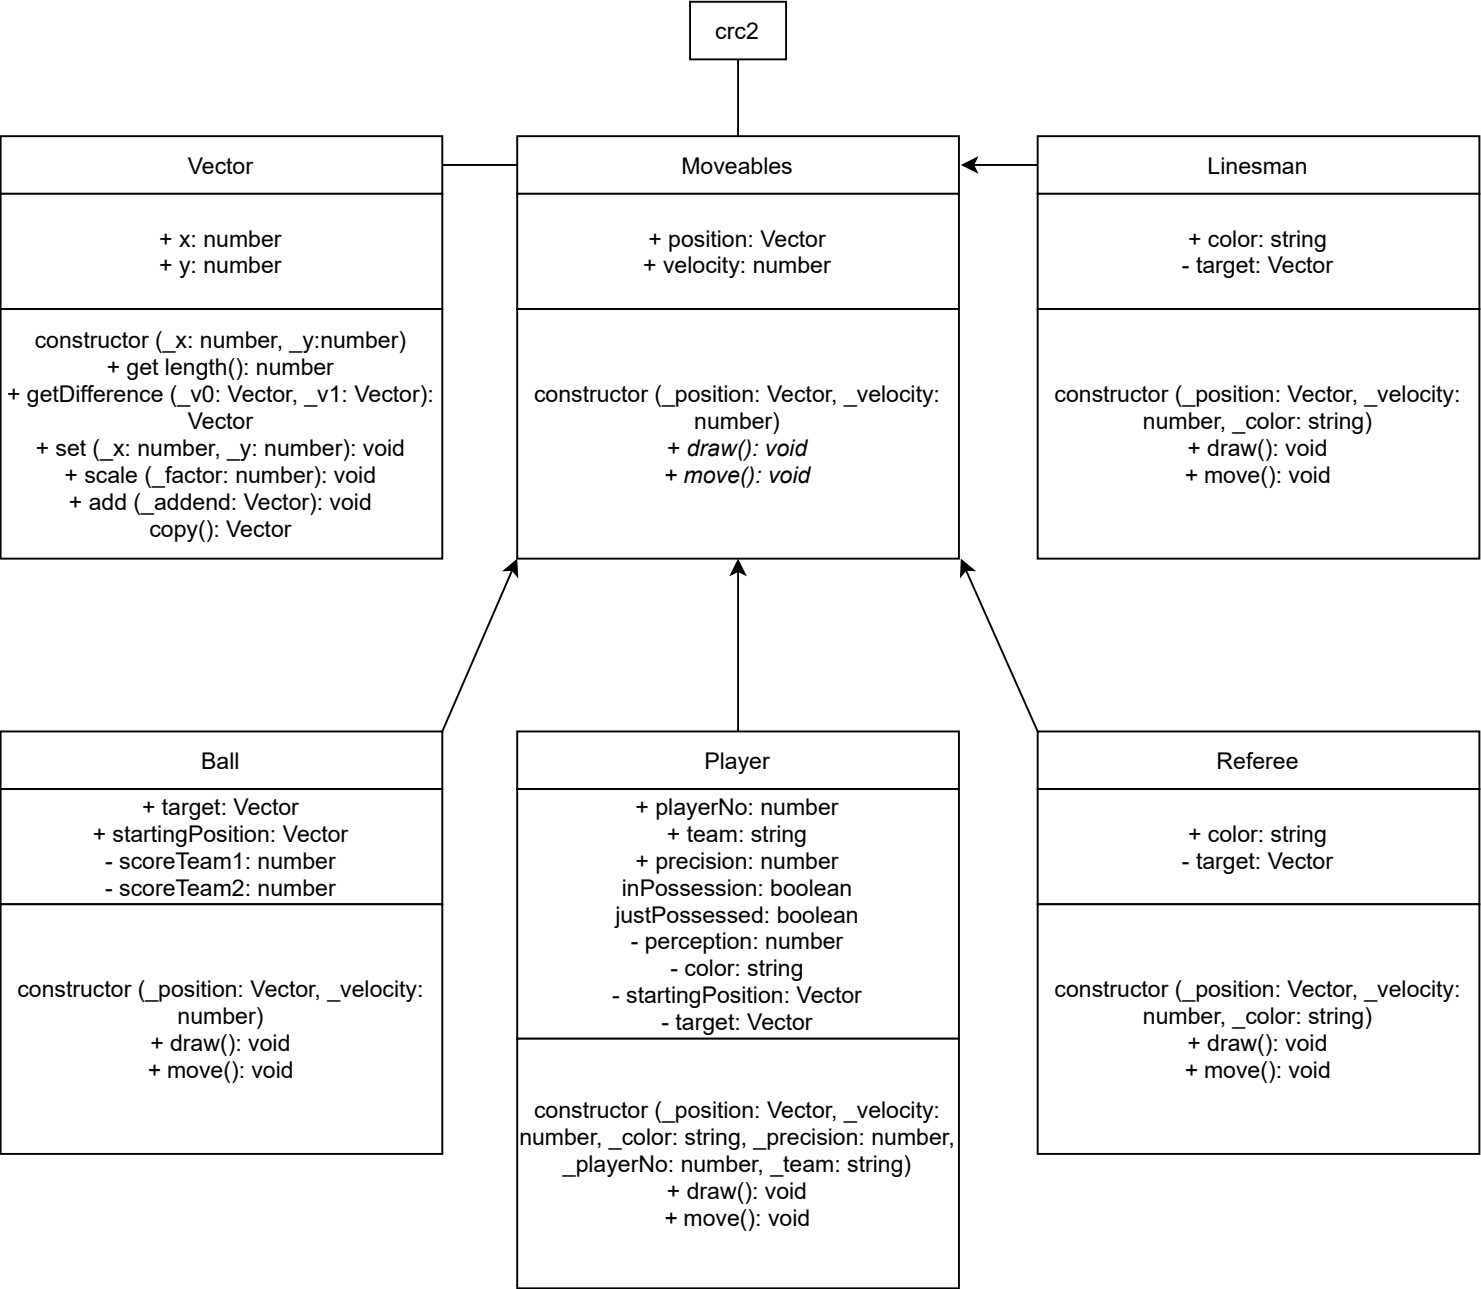 crc2
Vector
+ x: number
+ y: number
constructor (_x: number, _y:number)
+ get length(): number
+ getDifference (_v0: Vector, _v1: Vector):
Vector
+ set (_x: number, _y: number): void
+ scale (_factor: number): void
+ add (_addend: Vector): void
copy(): Vector
Moveables
+ position: Vector
+ velocity: number
constructor (_position: Vector, _velocity:
number)
+ draw(): void
+ move(): void
Linesman
+ color: string
- target: Vector
constructor (_position: Vector, _velocity:
number, _color: string)
+ draw(): void
+ move(): void
Ball
+ target: Vector
+ startingPosition: Vector
- scoreTeam1: number
- scoreTeam2: number
constructor (_position: Vector, _velocity:
number)
+ draw(): void
+ move(): void
Player
+ playerNo: number
+ team: string
+ precision: number
inPossession: boolean
justPossessed: boolean
- perception: number
- color: string
- startingPosition: Vector
- target: Vector
constructor (_position: Vector, _velocity:
number, _color: string, _precision: number,
_playerNo: number, _team: string)
+ draw(): void
+ move(): void
Referee
+ color: string
- target: Vector
constructor (_position: Vector, _velocity:
number, _color: string)
+ draw(): void
+ move(): void